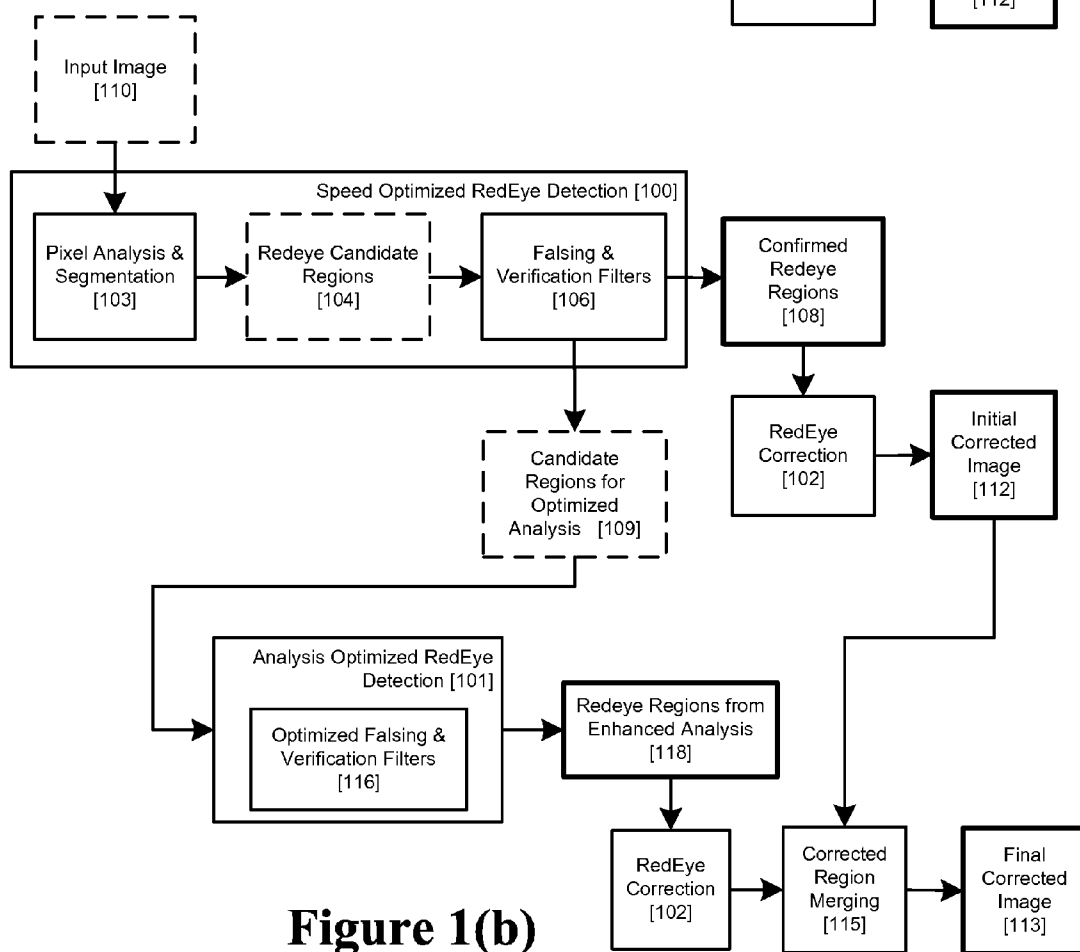 [112]
Input Image
[110]
Speed Optimized RedEye Detection [100]
Pixel Analysis &
Segmentation
[103]
Redeye Candidate
Regions
[104]
Falsing &
Verification Filters
[106]
Confirmed
Redeye
Regions
[108]
RedEye
Correction
[102]
Initial
Corrected
Image
[112]
Candidate
Regions for
Optimized
Analysis [109]
Analysis Optimized RedEye
Detection [101]
Optimized Falsing &
Verification Filters
[116]
Redeye Regions from
Enhanced Analysis
[118]
RedEye
Correction
[102]
Corrected
Region
Merging
[115]
Final
Corrected
Image
[113]
Figure 1(b)